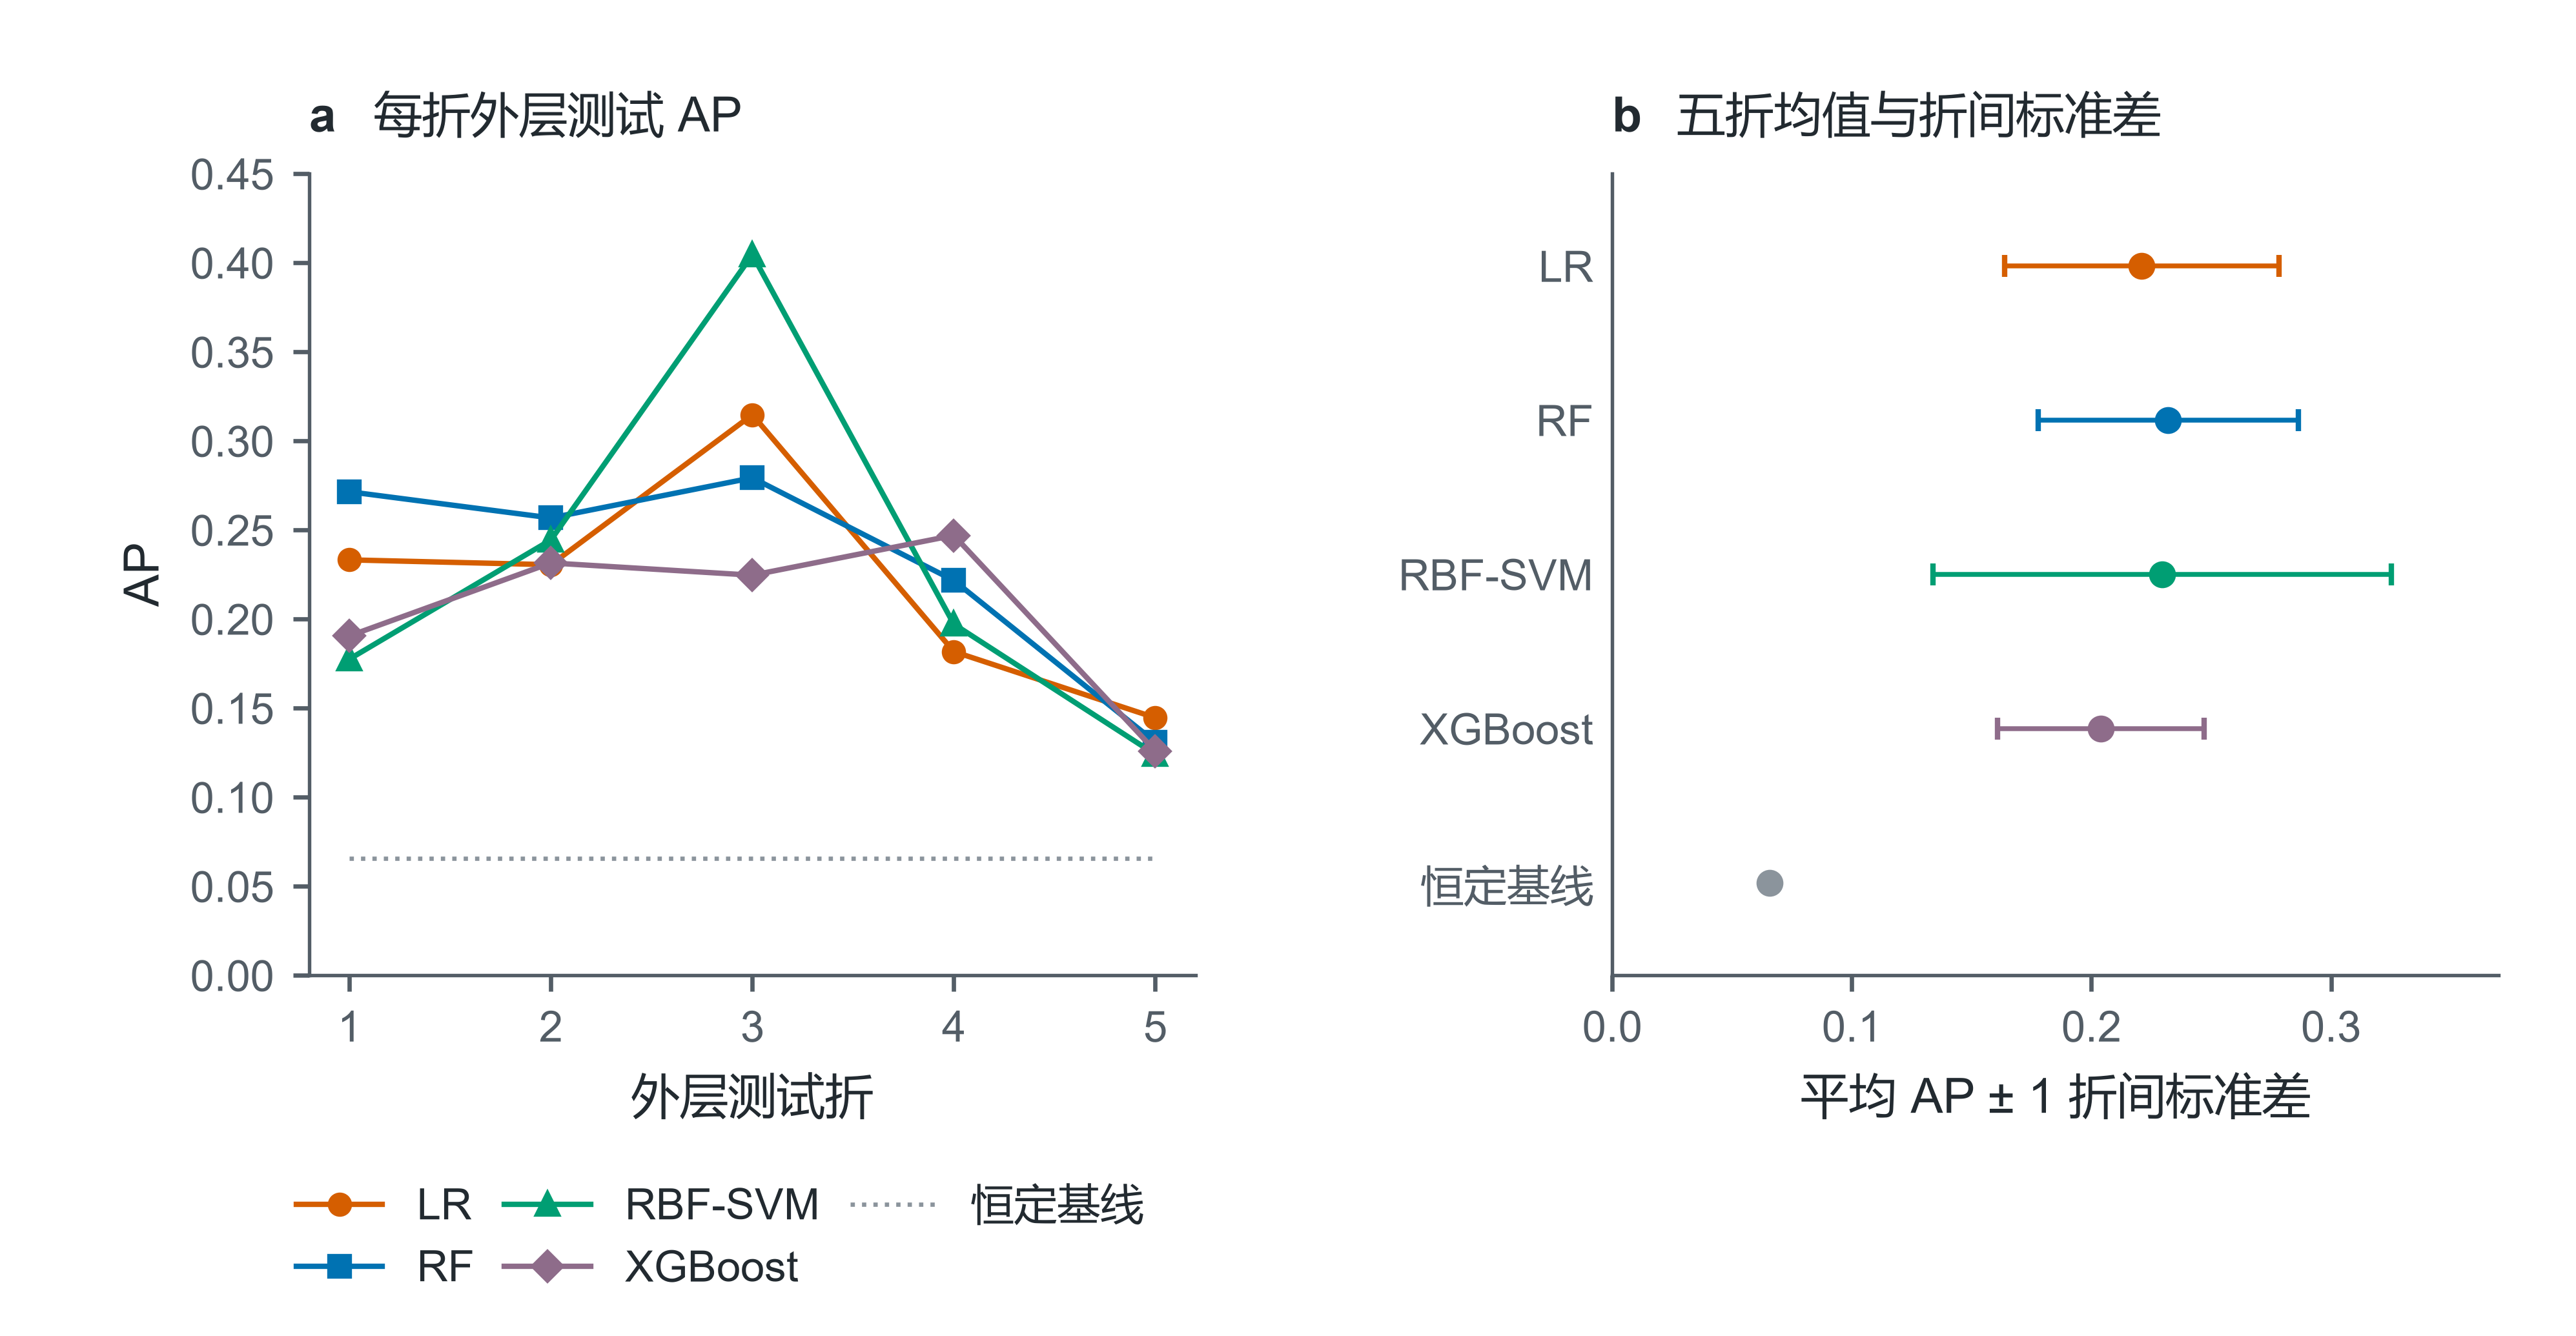 a 每折外层测试 AP
0.45
0.40
0.35
0.30
0.25
0.20
0.15
0.10
0.05
0.00
AP
1 2 3 4 5
外层测试折
LR RBF-SVM 恒定基线
RF XGBoost
b 五折均值与折间标准差
LR
RF
RBF-SVM
XGBoost
恒定基线
0.0 0.1 0.2 0.3
平均 AP ± 1 折间标准差